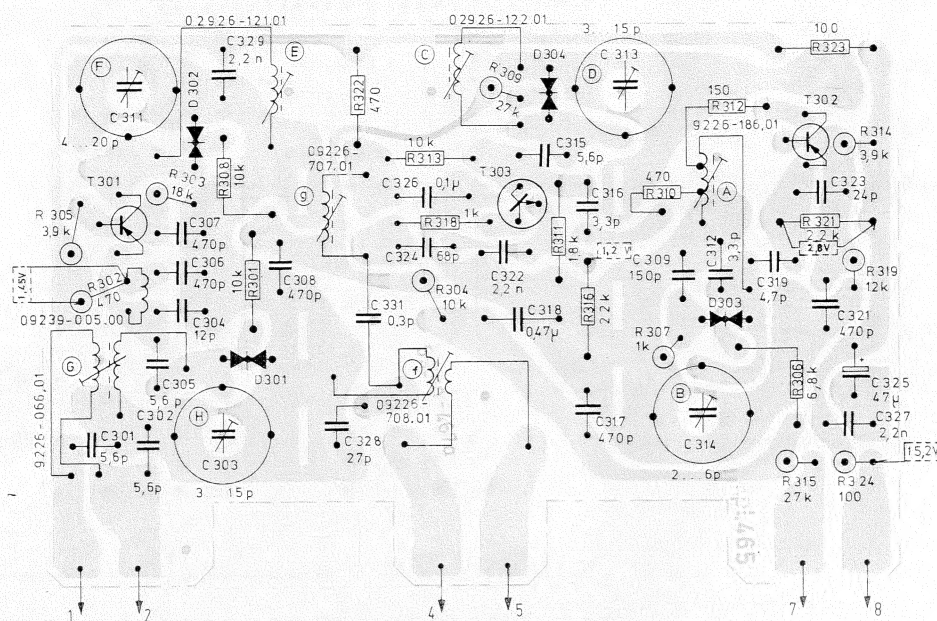 02926-121.01
02926-122.01
3...15p
100
R323
C329
2,2n
E
C
D304
C313
D
F
C311
4...20p
D302
R322
470
R309
27k
150
R312
9226-186,01
T302
R314
3,9k
R303
18k
R308
10k
09226-
707.01
10k
R313
C315
5,6p
T301
C326
0,1µ
T303
470
R310
A
C323
24p
R305
3,9k
g
R318
1k
C316
3,3p
R321
2.2k
C307
470p
C324
68p
R311
1,8k
1,2V
C312
3,3p
2,8V
1,45V
R302
470
C306
470p
R301
10k
C308
470p
C322
2,2n
C309
150p
C319
4,7p
R319
12k
R304
10k
R316
2.2k
D303
C321
470p
09239-005.00
C304
12p
C331
0,3p
C318
0,47µ
R307
1k
G
D301
f
R306
6,8k
+
C325
47µ
C305
5,6p
9226-066,01
C302
5,6p
H
C303
09226-
708.01
B
C314
C317
470p
C327
2,2n
C301
5,6p
C328
27p
15,2V
3...15p
2...6p
R315
27k
R324
100
1
2
4
5
7
8